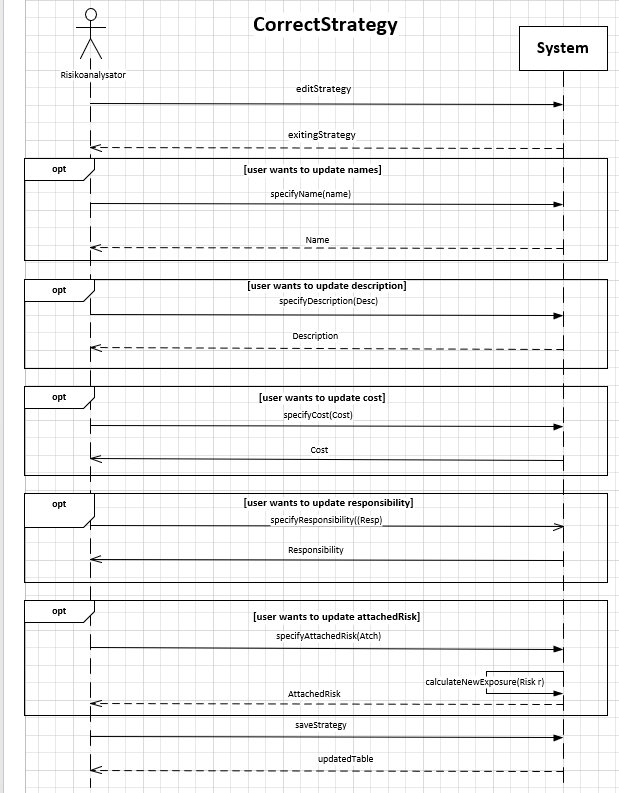 CorrectStrategy
System
Risikoanalysator
editStrategy
exitingStrategy
opt
[user wants to update names]
specifyName(name)
Name
opt
[user wants to update description]
specifyDescription(Desc)
Description
opt
[user wants to update cost]
specifyCost(Cost)
Cost
opt
[user wants to update responsibility]
specifyResponsibility((Resp)
Responsibility
opt
[user wants to update attachedRisk]
specifyAttachedRisk(Atch)
calculateNewExposure(Risk r)
AttachedRisk
saveStrategy
updatedTable